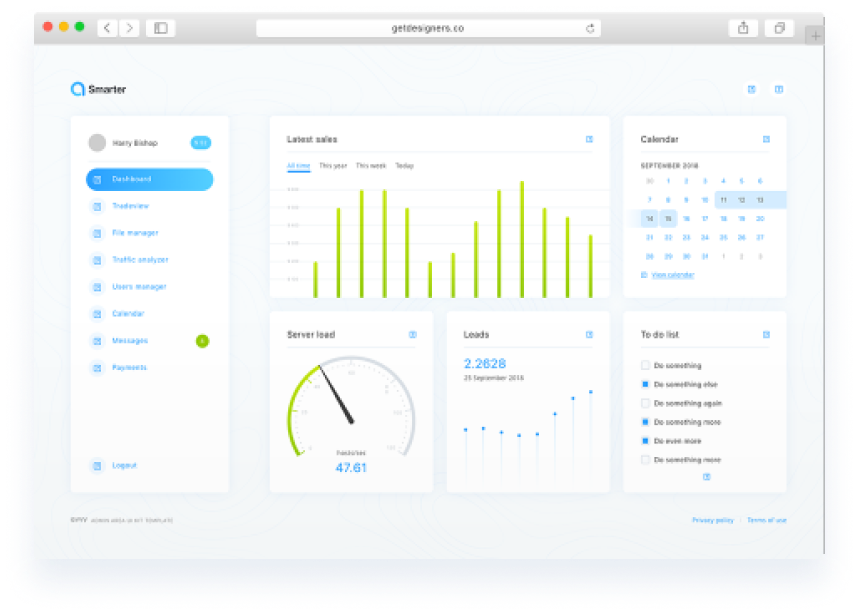 getdesigners.co
Smarter
Harry Bishop
Dashboard
Tradeview
File manager
Traffic analyzer
Users manager
Calendar
Messages
Payments
Logout
Latest sales
All time This year This week Today
Calendar
SEPTEMBER 2018
30 1 2 3 4 5 6
7 8 9 10 11 12 13
14 15 16 17 18 19 20
21 22 23 24 25 26 27
28 29 30 31 1 2 3
View calendar
Server load
47.61
Leads
2.2628
25 September 2018
To do list
Do something
Do something else
Do something again
Do something more
Do even more
Do something more
Privacy policy
Terms of use